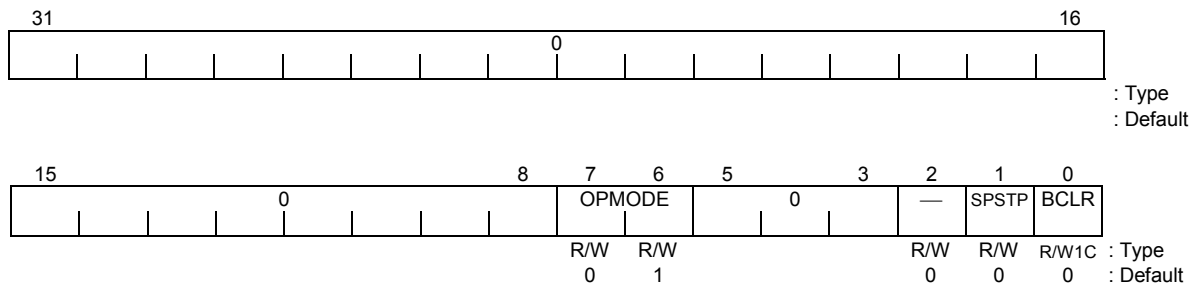 31 16
0
: Type
: Default
15 8 7 6 5 3 2 1 0
0 OPMODE 0 — SPSTP BCLR
R/W R/W R/W R/W R/W1C : Type
0 1 0 0 0 : Default